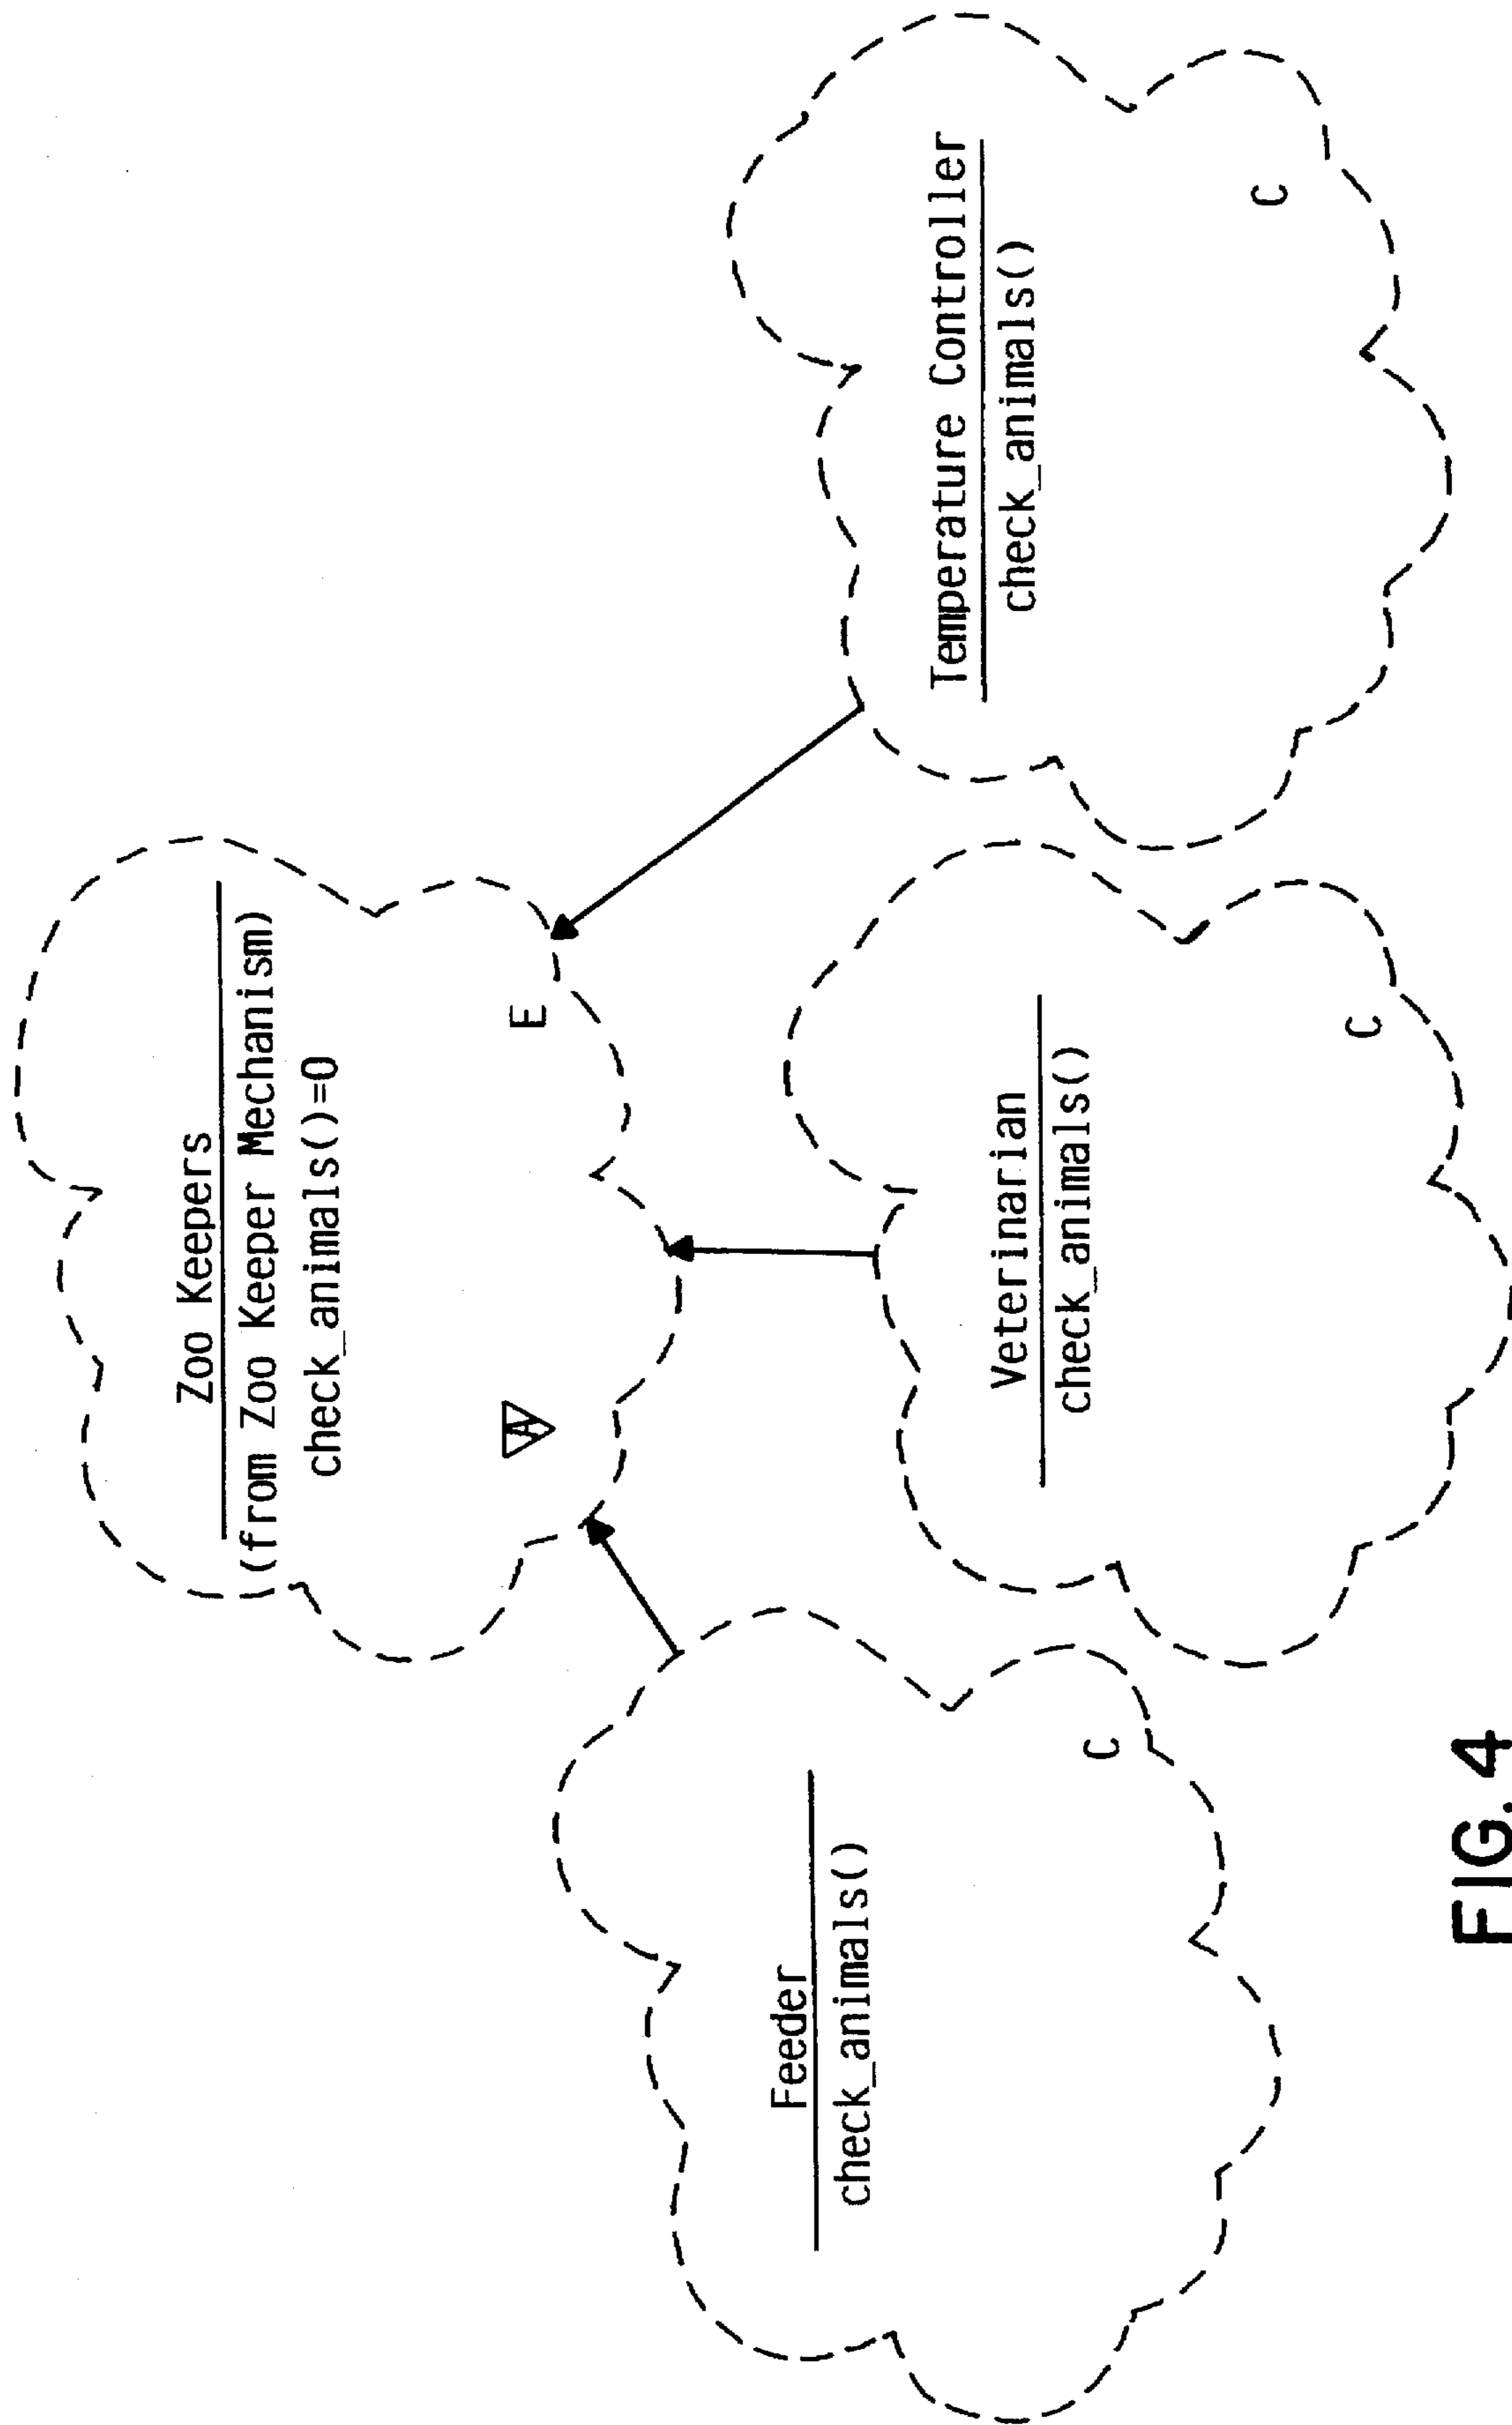 Zoo Keepers
(from Zoo Keeper Mechanism)
check_animals()=0
A
E
Feeder
check_animals()
C
Veterinarian
check_animals()
C
Temperature Controller
check_animals()
C
FIG. 4